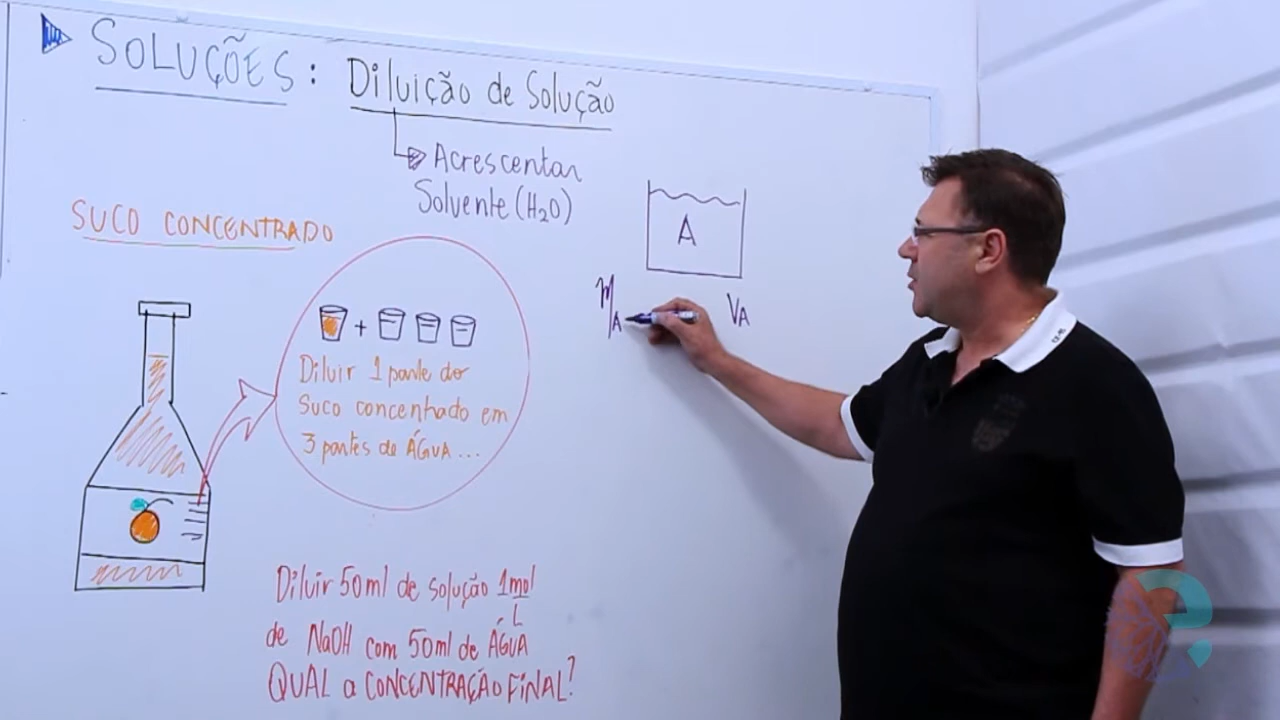 SOLUÇÕES: Diluição de Solução
Acrescentar
Solvente (H2O)
SUCO CONCENTRADO
+
Diluir 1 parte do
Suco concentrado em
3 partes de ÁGUA...
A
MA
VA
Diluir 50ml de solução 1mol/L
de NaOH com 50ml de ÁGUA
QUAL a CONCENTRAÇÃO FINAL?